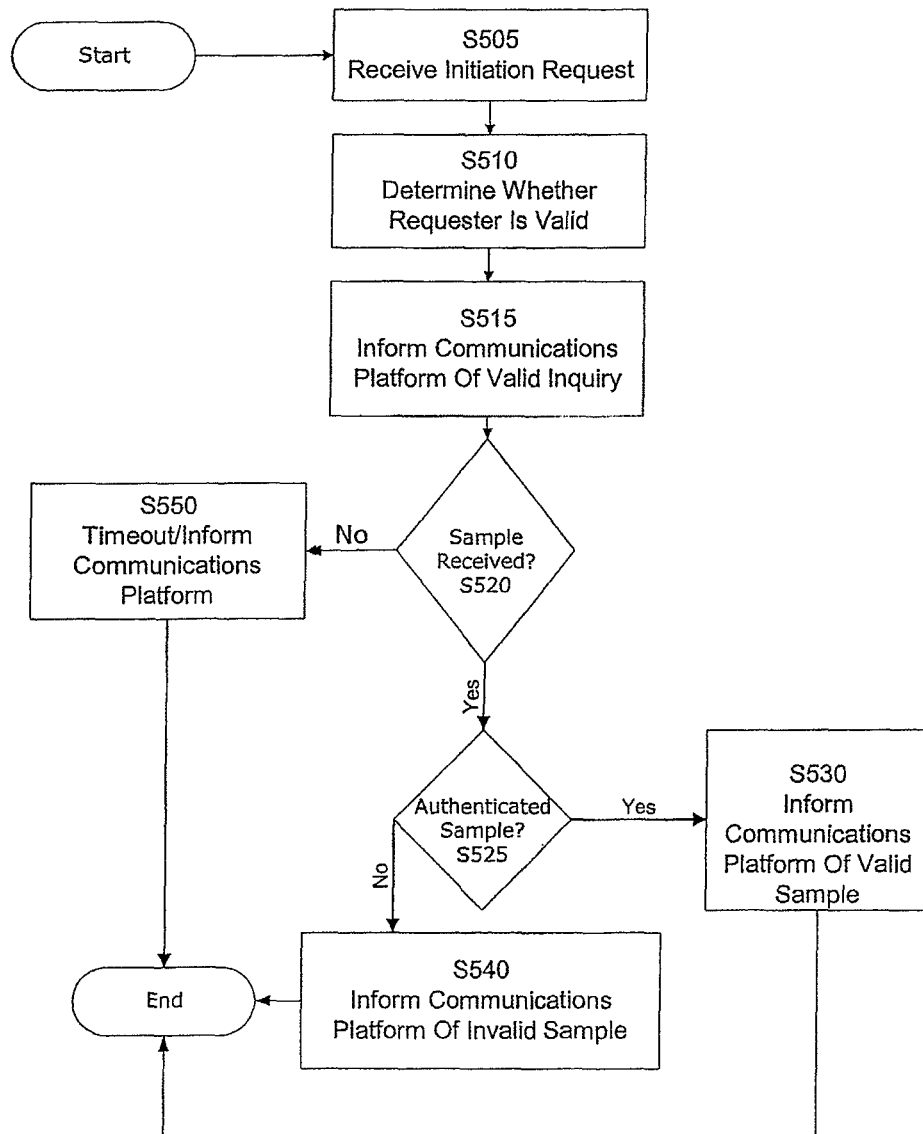 Start
S505
Receive Initiation Request
S510
Determine Whether
Requester Is Valid
S515
Inform Communications
Platform Of Valid Inquiry
Sample
Received?
S520
No
S550
Timeout/Inform
Communications
Platform
Yes
Authenticated
Sample?
S525
Yes
S530
Inform
Communications
Platform Of Valid
Sample
No
S540
Inform Communications
Platform Of Invalid Sample
End